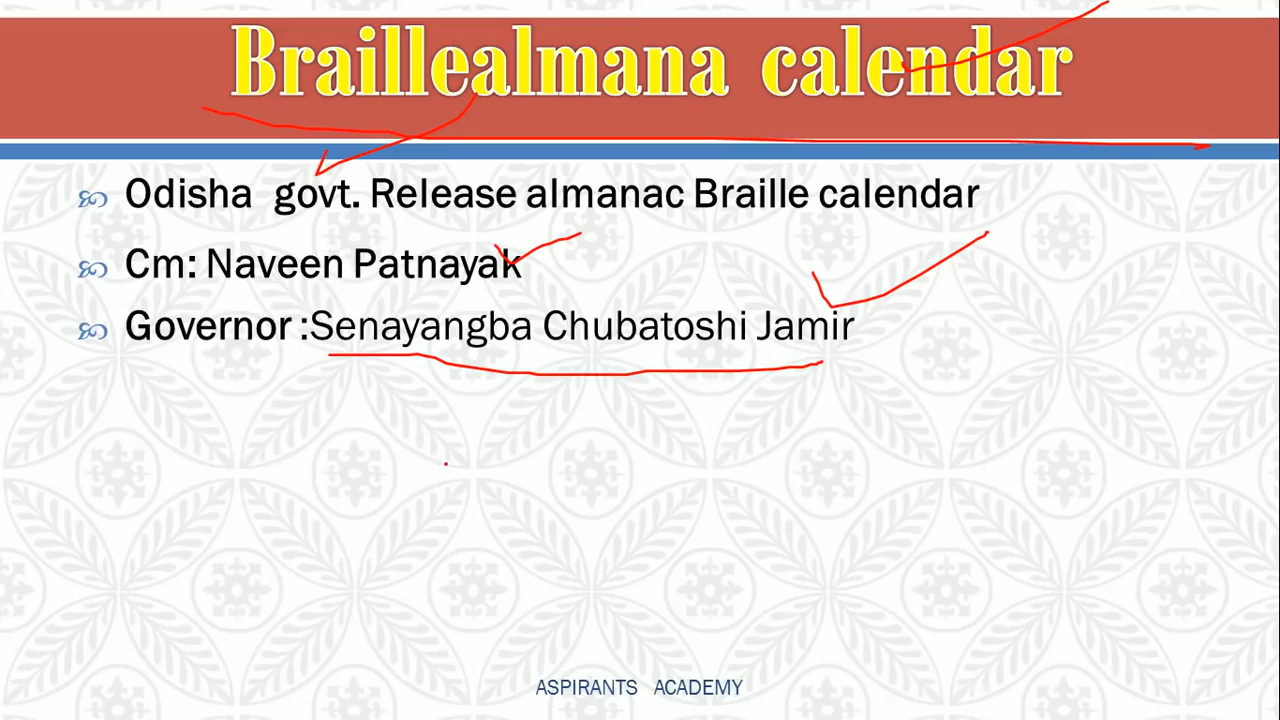 Braillealmana calendar
Odisha govt. Release almanac Braille calendar
Cm: Naveen Patnayak
Governor :Senayangba Chubatoshi Jamir
ASPIRANTS ACADEMY